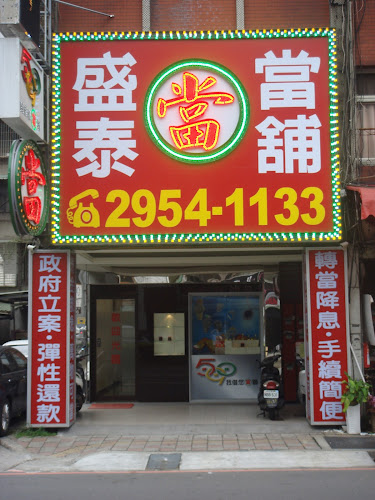 盛泰
當
當舖
2954-1133
當
政府立案·彈性還款
轉當降息·手續簡便